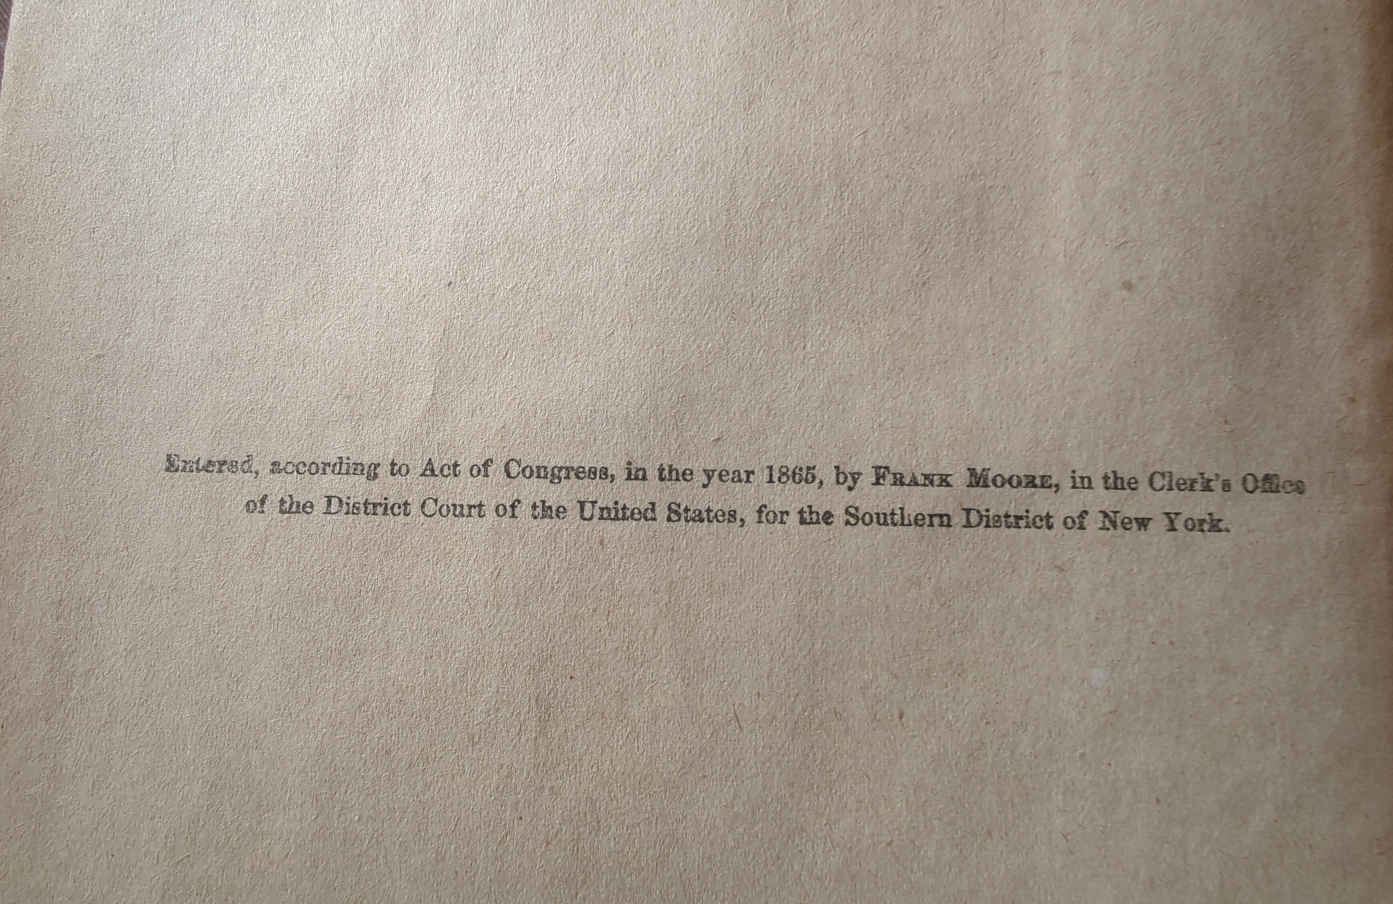 Entered, according to Act of Congress, in the year 1865, by FRANK MOORE, in the Clerk's Office
of the District Court of the United States, for the Southern District of New York.